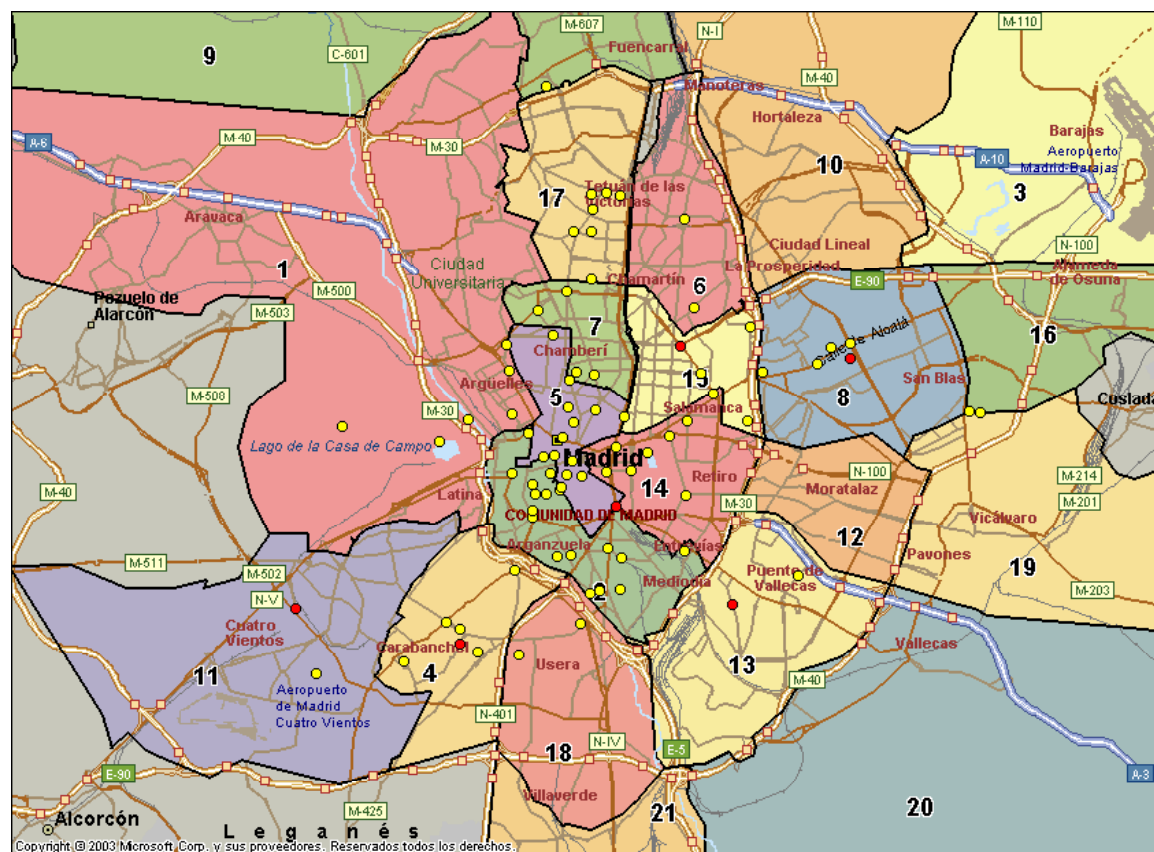 M-607
Fuencarral
N-I
M-110
9
C-601
M-40
Manoteras
Hortaleza
Barajas
Aeropuerto
Madrid-Barajas
A-6
M-40
M-30
M-30
A-10
10
3
17
Tetuán de las
Victorias
Aravaca
Ciudad Lineal
N-100
1
Ciudad
Universitaria
Chamartín
La Prosperidad
Alameda
de Osuna
M-500
E-90
Pozuelo de
Alarcón
M-503
6
7
16
Calle de Alcalá
Chamberí
Argüelles
15
8
San Blas
M-508
5
Coslada
M-30
Salamanca
Lago de la Casa de Campo
Madrid
N-100
M-214
M-40
Latina
14
Retiro
Moratalaz
M-201
M-30
COMUNIDAD DE MADRID
Vicálvaro
Arganzuela
Entrevías
12
Pavones
M-511
M-502
Mediodía
Puente de
Vallecas
19
N-V
2
M-203
Cuatro
Vientos
Carabanchel
Vallecas
11
4
Usera
13
M-40
Aeropuerto
de Madrid
Cuatro Vientos
N-401
18
N-IV
E-5
E-90
A-3
Villaverde
M-425
21
20
Alcorcón
Leganés
Copyright © 2003 Microsoft Corp. y sus proveedores. Reservados todos los derechos.